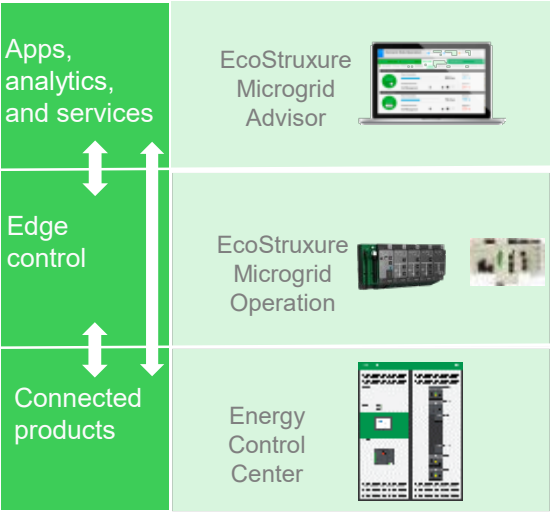 Apps,
analytics,
and services
EcoStruxure
Microgrid
Advisor
Edge
control
EcoStruxure
Microgrid
Operation
Connected
products
Energy
Control
Center